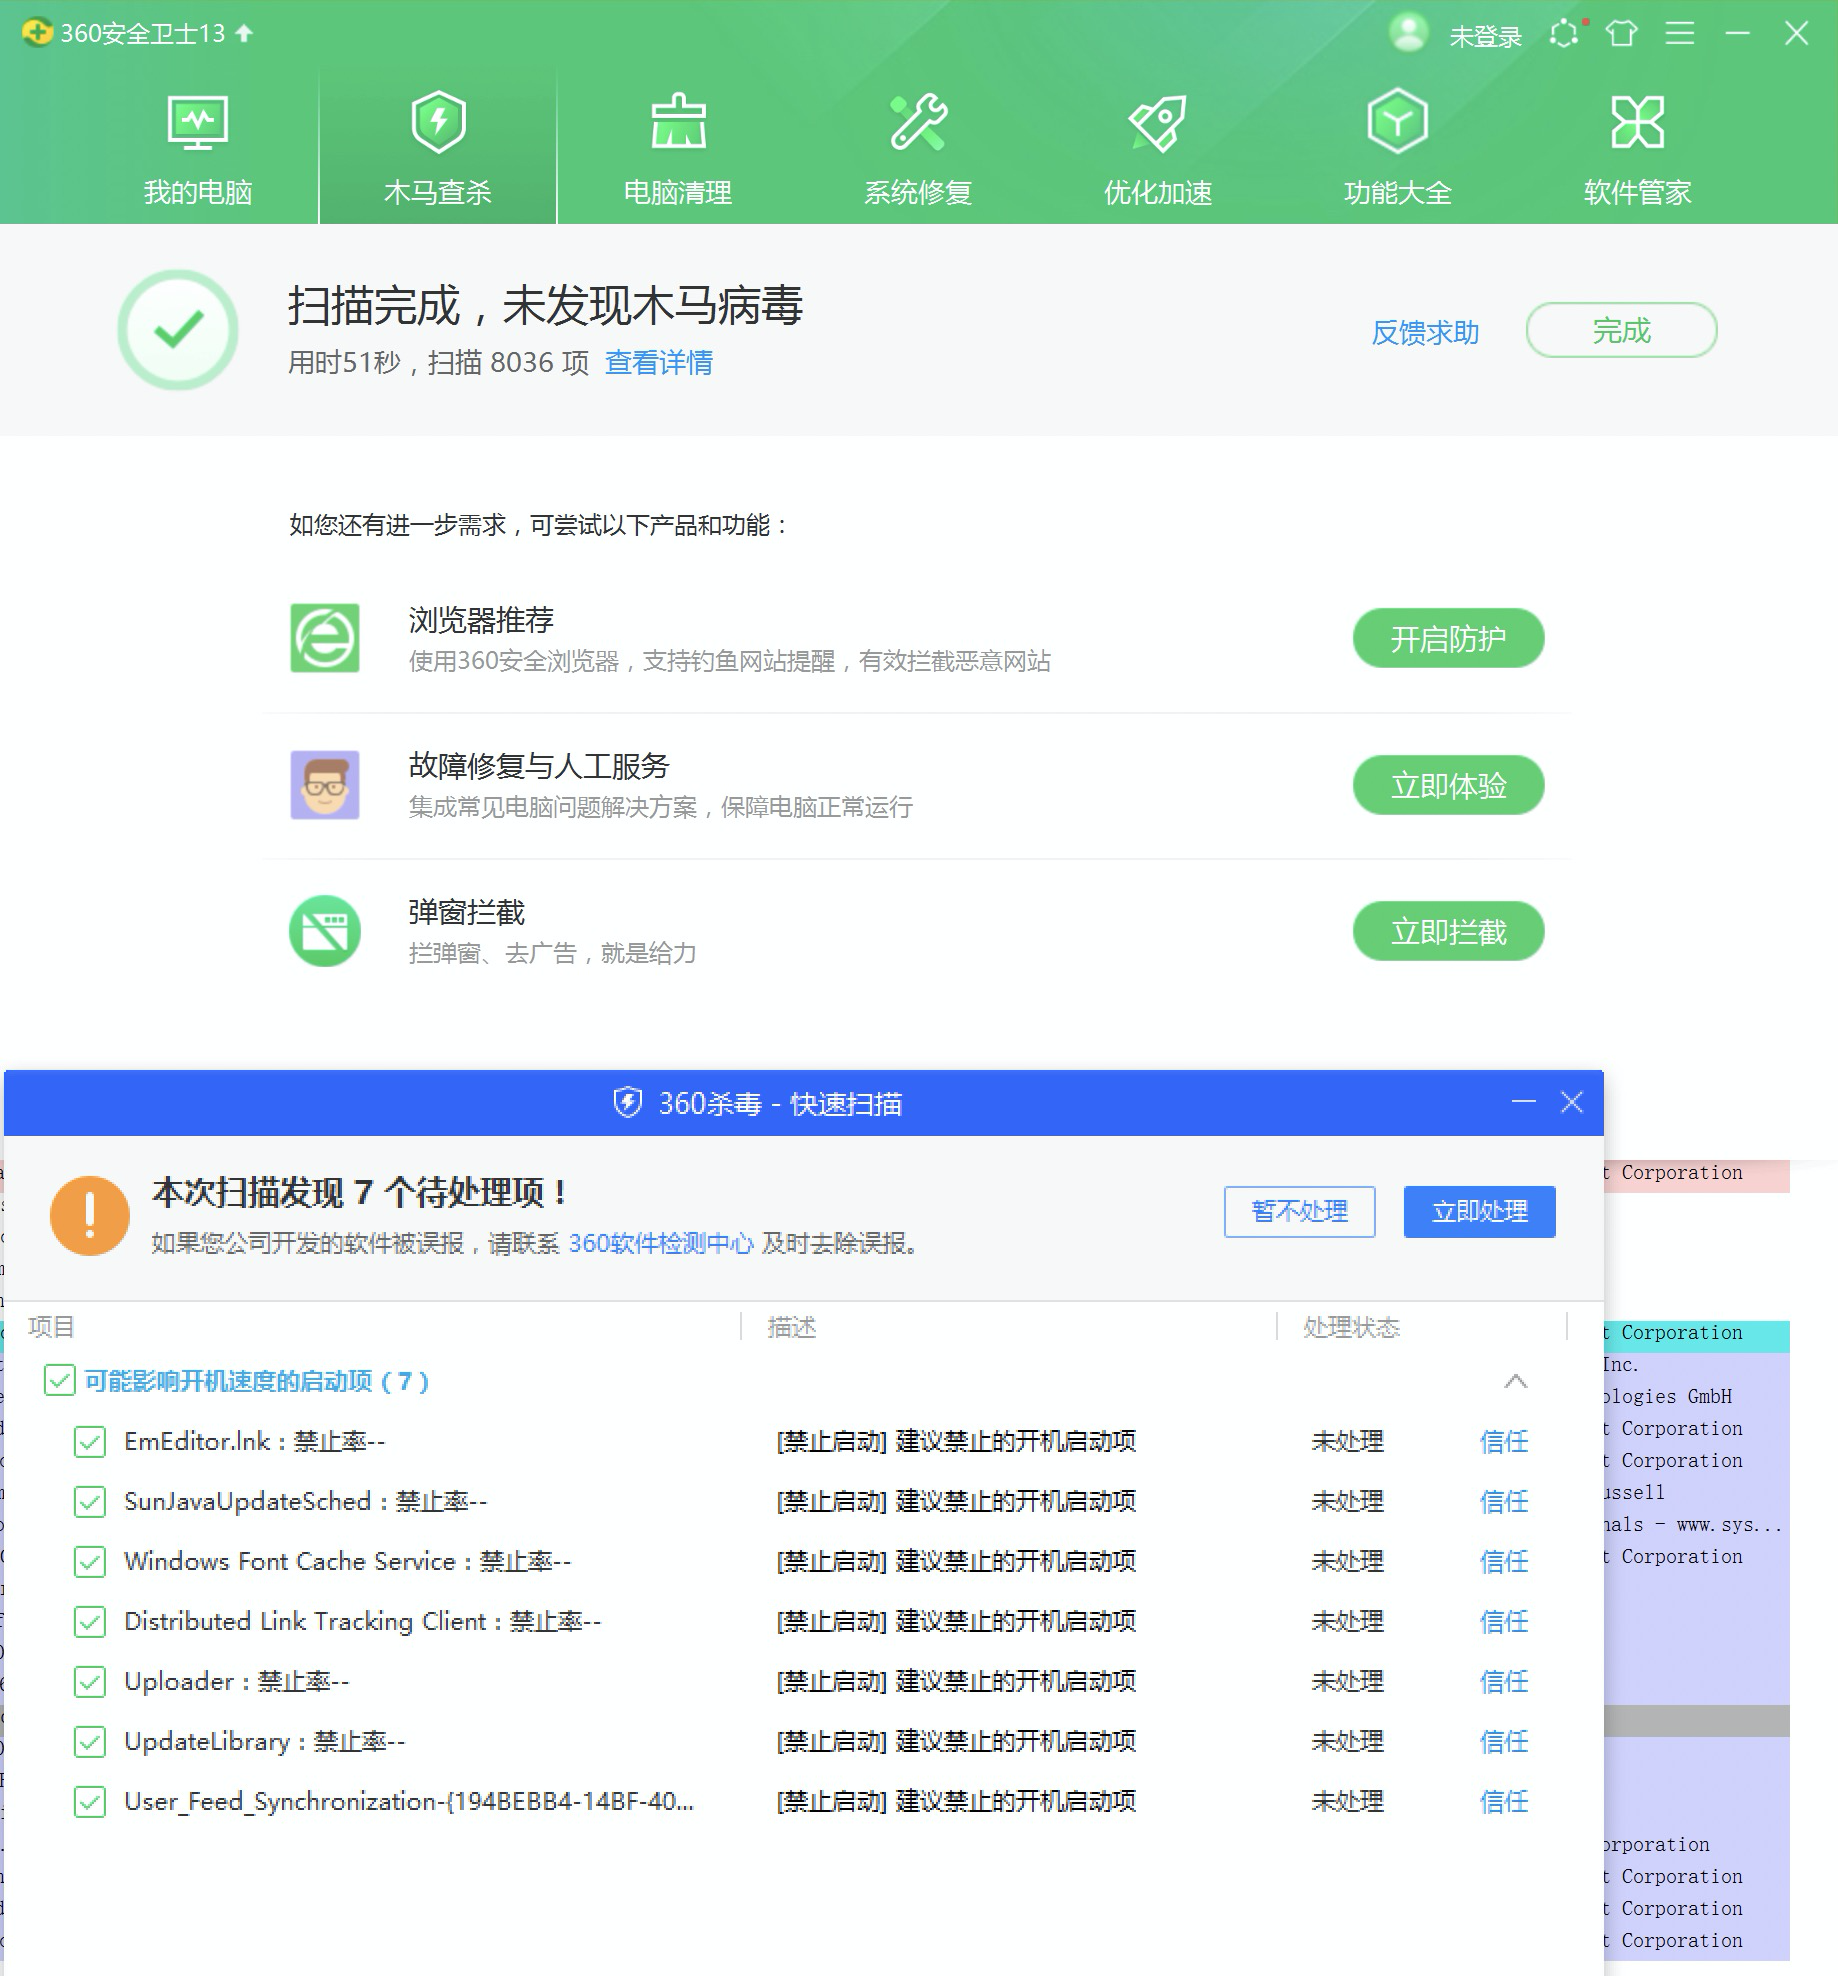 360安全卫士13
未登录
我的电脑
木马查杀
电脑清理
系统修复
优化加速
功能大全
软件管家
扫描完成，未发现木马病毒
用时51秒，扫描 8036 项 查看详情
反馈求助
完成
如您还有进一步需求，可尝试以下产品和功能：
浏览器推荐
使用360安全浏览器，支持钓鱼网站提醒，有效拦截恶意网站
开启防护
故障修复与人工服务
集成常见电脑问题解决方案，保障电脑正常运行
立即体验
弹窗拦截
拦弹窗、去广告，就是给力
立即拦截
360杀毒 - 快速扫描
本次扫描发现 7 个待处理项！
如果您公司开发的软件被误报，请联系 360软件检测中心 及时去除误报。
暂不处理
立即处理
项目 描述 处理状态
可能影响开机速度的启动项（7）
EmEditor.lnk：禁止率-- [禁止启动] 建议禁止的开机启动项 未处理 信任
SunJavaUpdateSched：禁止率-- [禁止启动] 建议禁止的开机启动项 未处理 信任
Windows Font Cache Service：禁止率-- [禁止启动] 建议禁止的开机启动项 未处理 信任
Distributed Link Tracking Client：禁止率-- [禁止启动] 建议禁止的开机启动项 未处理 信任
Uploader：禁止率-- [禁止启动] 建议禁止的开机启动项 未处理 信任
UpdateLibrary：禁止率-- [禁止启动] 建议禁止的开机启动项 未处理 信任
User_Feed_Synchronization-{194BEBB4-14BF-40... [禁止启动] 建议禁止的开机启动项 未处理 信任
t Corporation
t Corporation
Inc.
ologies GmbH
t Corporation
t Corporation
ussell
nals - www.sys...
t Corporation
orporation
t Corporation
t Corporation
t Corporation